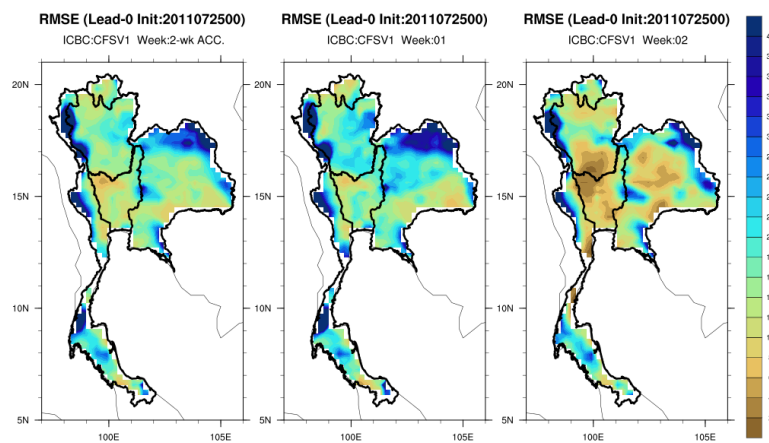 RMSE (Lead-0 Init:2011072500) RMSE (Lead-0 Init:2011072500) RMSE (Lead-0 Init:2011072500)
ICBC:CFSV1 Week:2-wk ACC. ICBC:CFSV1 Week:01 ICBC:CFSV1 Week:02
20N 20N 20N
15N 15N 15N
10N 10N 10N
5N 5N 5N
100E 105E 100E 105E 100E 105E